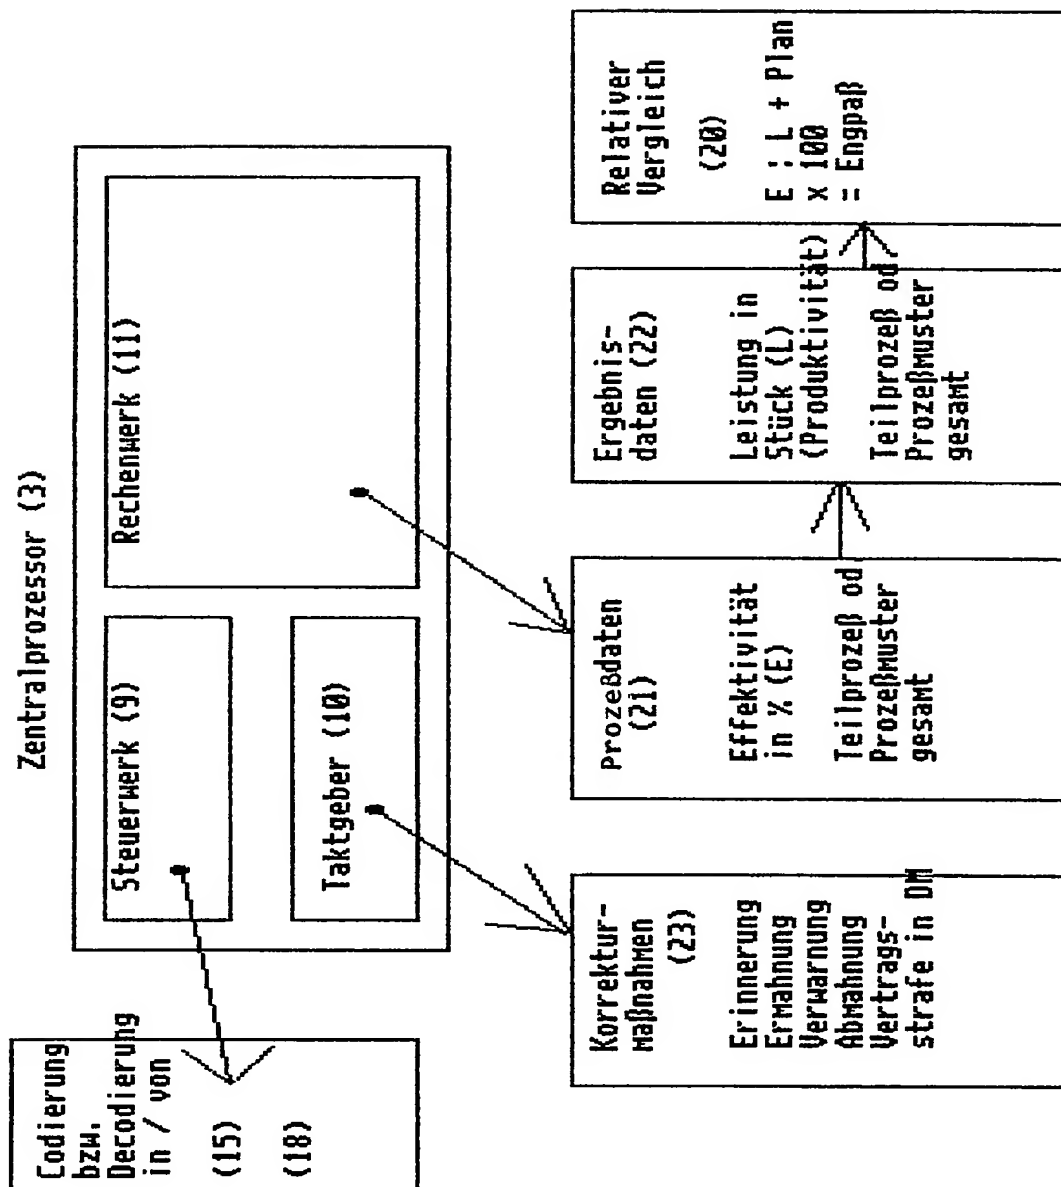 Zentralprozessor (3)
Codierung
bzw.
Decodierung
in / von
(15)
(18)
Steuerwerk (9)
Taktgeber (10)
Rechenwerk (11)
Korrektur-
maßnahmen
(23)
Erinnerung
Ermahnung
Verwarnung
Abmahnung
Vertrags-
strafe in DM
Prozeßdaten
(21)
Effektivität
in % (E)
Teilprozeß od
Prozeßmuster
gesamt
Ergebnis-
daten (22)
Leistung in
Stück (L)
(Produktivität)
Teilprozeß od
Prozeßmuster
gesamt
Relativer
Vergleich
(20)
E : L + Plan
x 100
= Engpaß